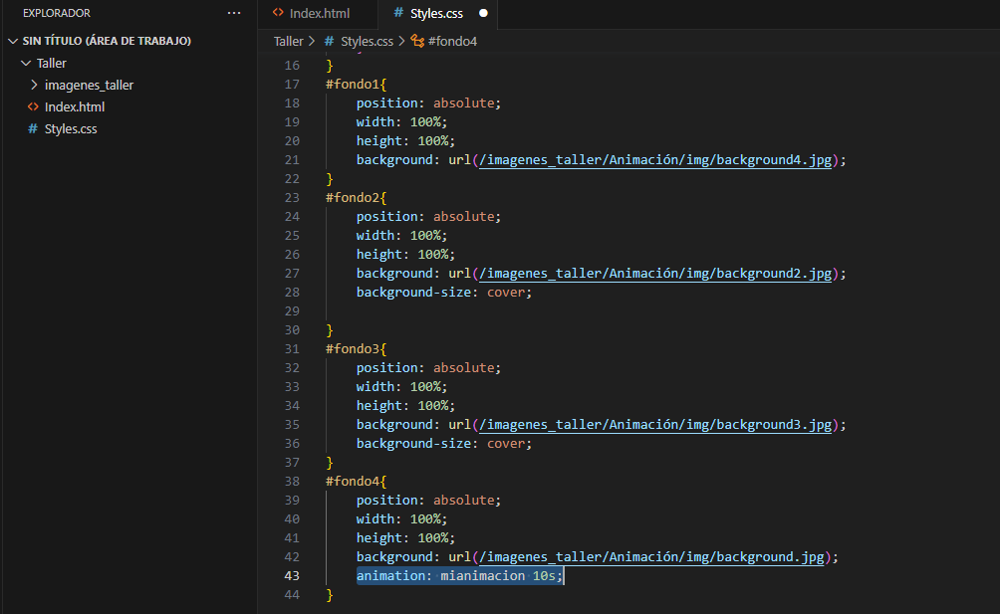 EXPLORADOR ...
SIN TÍTULO (ÁREA DE TRABAJO)
Taller
imagenes_taller
<> Index.html
# Styles.css
<> Index.html # Styles.css ●
Taller > # Styles.css > #fondo4
16 }
17 #fondo1{
18 position: absolute;
19 width: 100%;
20 height: 100%;
21 background: url(/imagenes_taller/Animación/img/background4.jpg);
22 }
23 #fondo2{
24 position: absolute;
25 width: 100%;
26 height: 100%;
27 background: url(/imagenes_taller/Animación/img/background2.jpg);
28 background-size: cover;
29
30 }
31 #fondo3{
32 position: absolute;
33 width: 100%;
34 height: 100%;
35 background: url(/imagenes_taller/Animación/img/background3.jpg);
36 background-size: cover;
37 }
38 #fondo4{
39 position: absolute;
40 width: 100%;
41 height: 100%;
42 background: url(/imagenes_taller/Animación/img/background.jpg);
43 animation: mianimacion 10s;
44 }